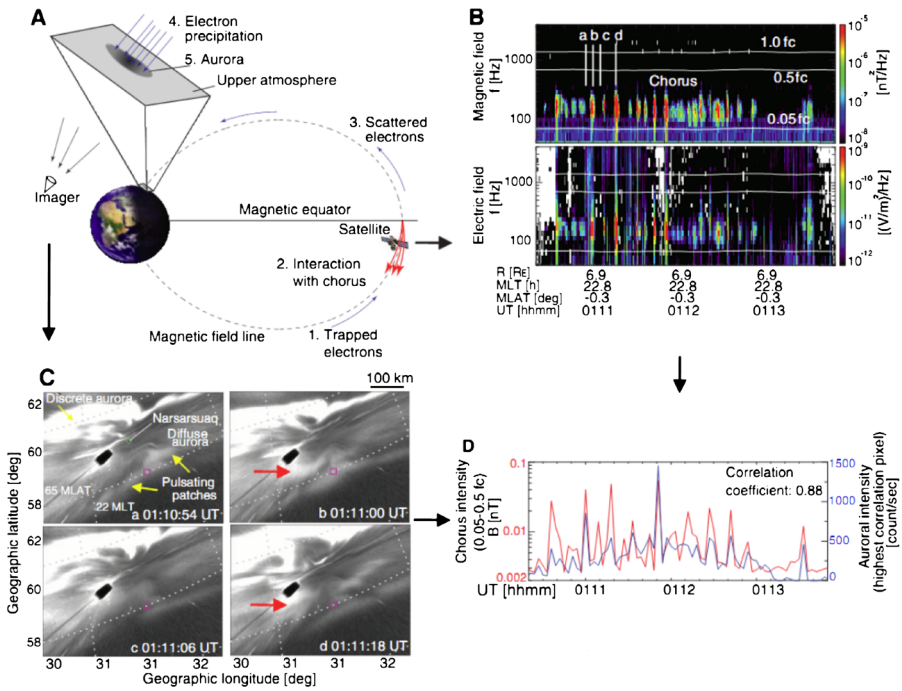 A
4. Electron
precipitation
5. Aurora
Upper atmosphere
3. Scattered
electrons
Imager
Magnetic equator
Satellite
2. Interaction
with chorus
Magnetic field line
1. Trapped
electrons
B
Magnetic field
f [Hz]
1000
100
a b c d
1.0 fc
0.5fc
Chorus
0.05fc
10-5
10-6
10-7
10-8
Electric field
f [Hz]
1000
100
10-9
10-10
10-11
10-12
[(V/m)2/Hz]
R [RE] 6.9 6.9 6.9
MLT [h] 22.8 22.8 22.8
MLAT [deg] -0.3 -0.3 -0.3
UT [hhmm] 0111 0112 0113
C
100 km
Geographic latitude [deg]
62
60
58
62
60
58
Discrete aurora
Narsarsuaq
Diffuse
aurora
Pulsating
patches
65 MLAT
22 MLT
a 01:10:54 UT
b 01:11:00 UT
c 01:11:06 UT
d 01:11:18 UT
30 31 31 32 30 31 31 32
Geographic longitude [deg]
D
Chorus intensity
(0.05-0.5 fc)
B [nT]
0.1
0.01
0.002
Correlation
coefficient: 0.88
1500
1000
500
0
Auroral intensity
(highest correlation pixel)
[count/sec]
UT [hhmm] 0111 0112 0113